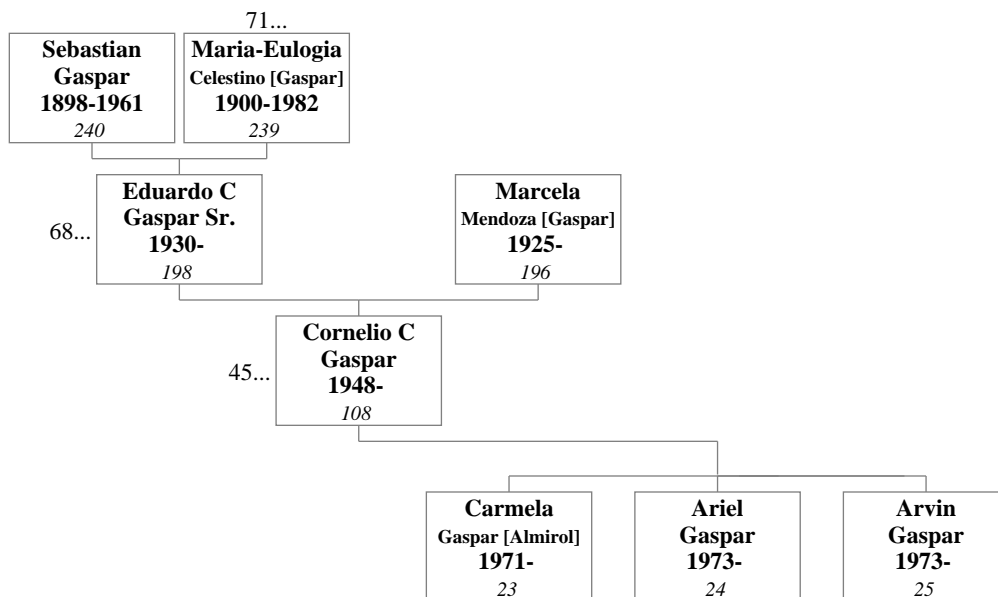 71...
Sebastian
Gaspar
1898-1961
240
Maria-Eulogia
Celestino [Gaspar]
1900-1982
239
68...
Eduardo C
Gaspar Sr.
1930-
198
Marcela
Mendoza [Gaspar]
1925-
196
45...
Cornelio C
Gaspar
1948-
108
Carmela
Gaspar [Almirol]
1971-
23
Ariel
Gaspar
1973-
24
Arvin
Gaspar
1973-
25